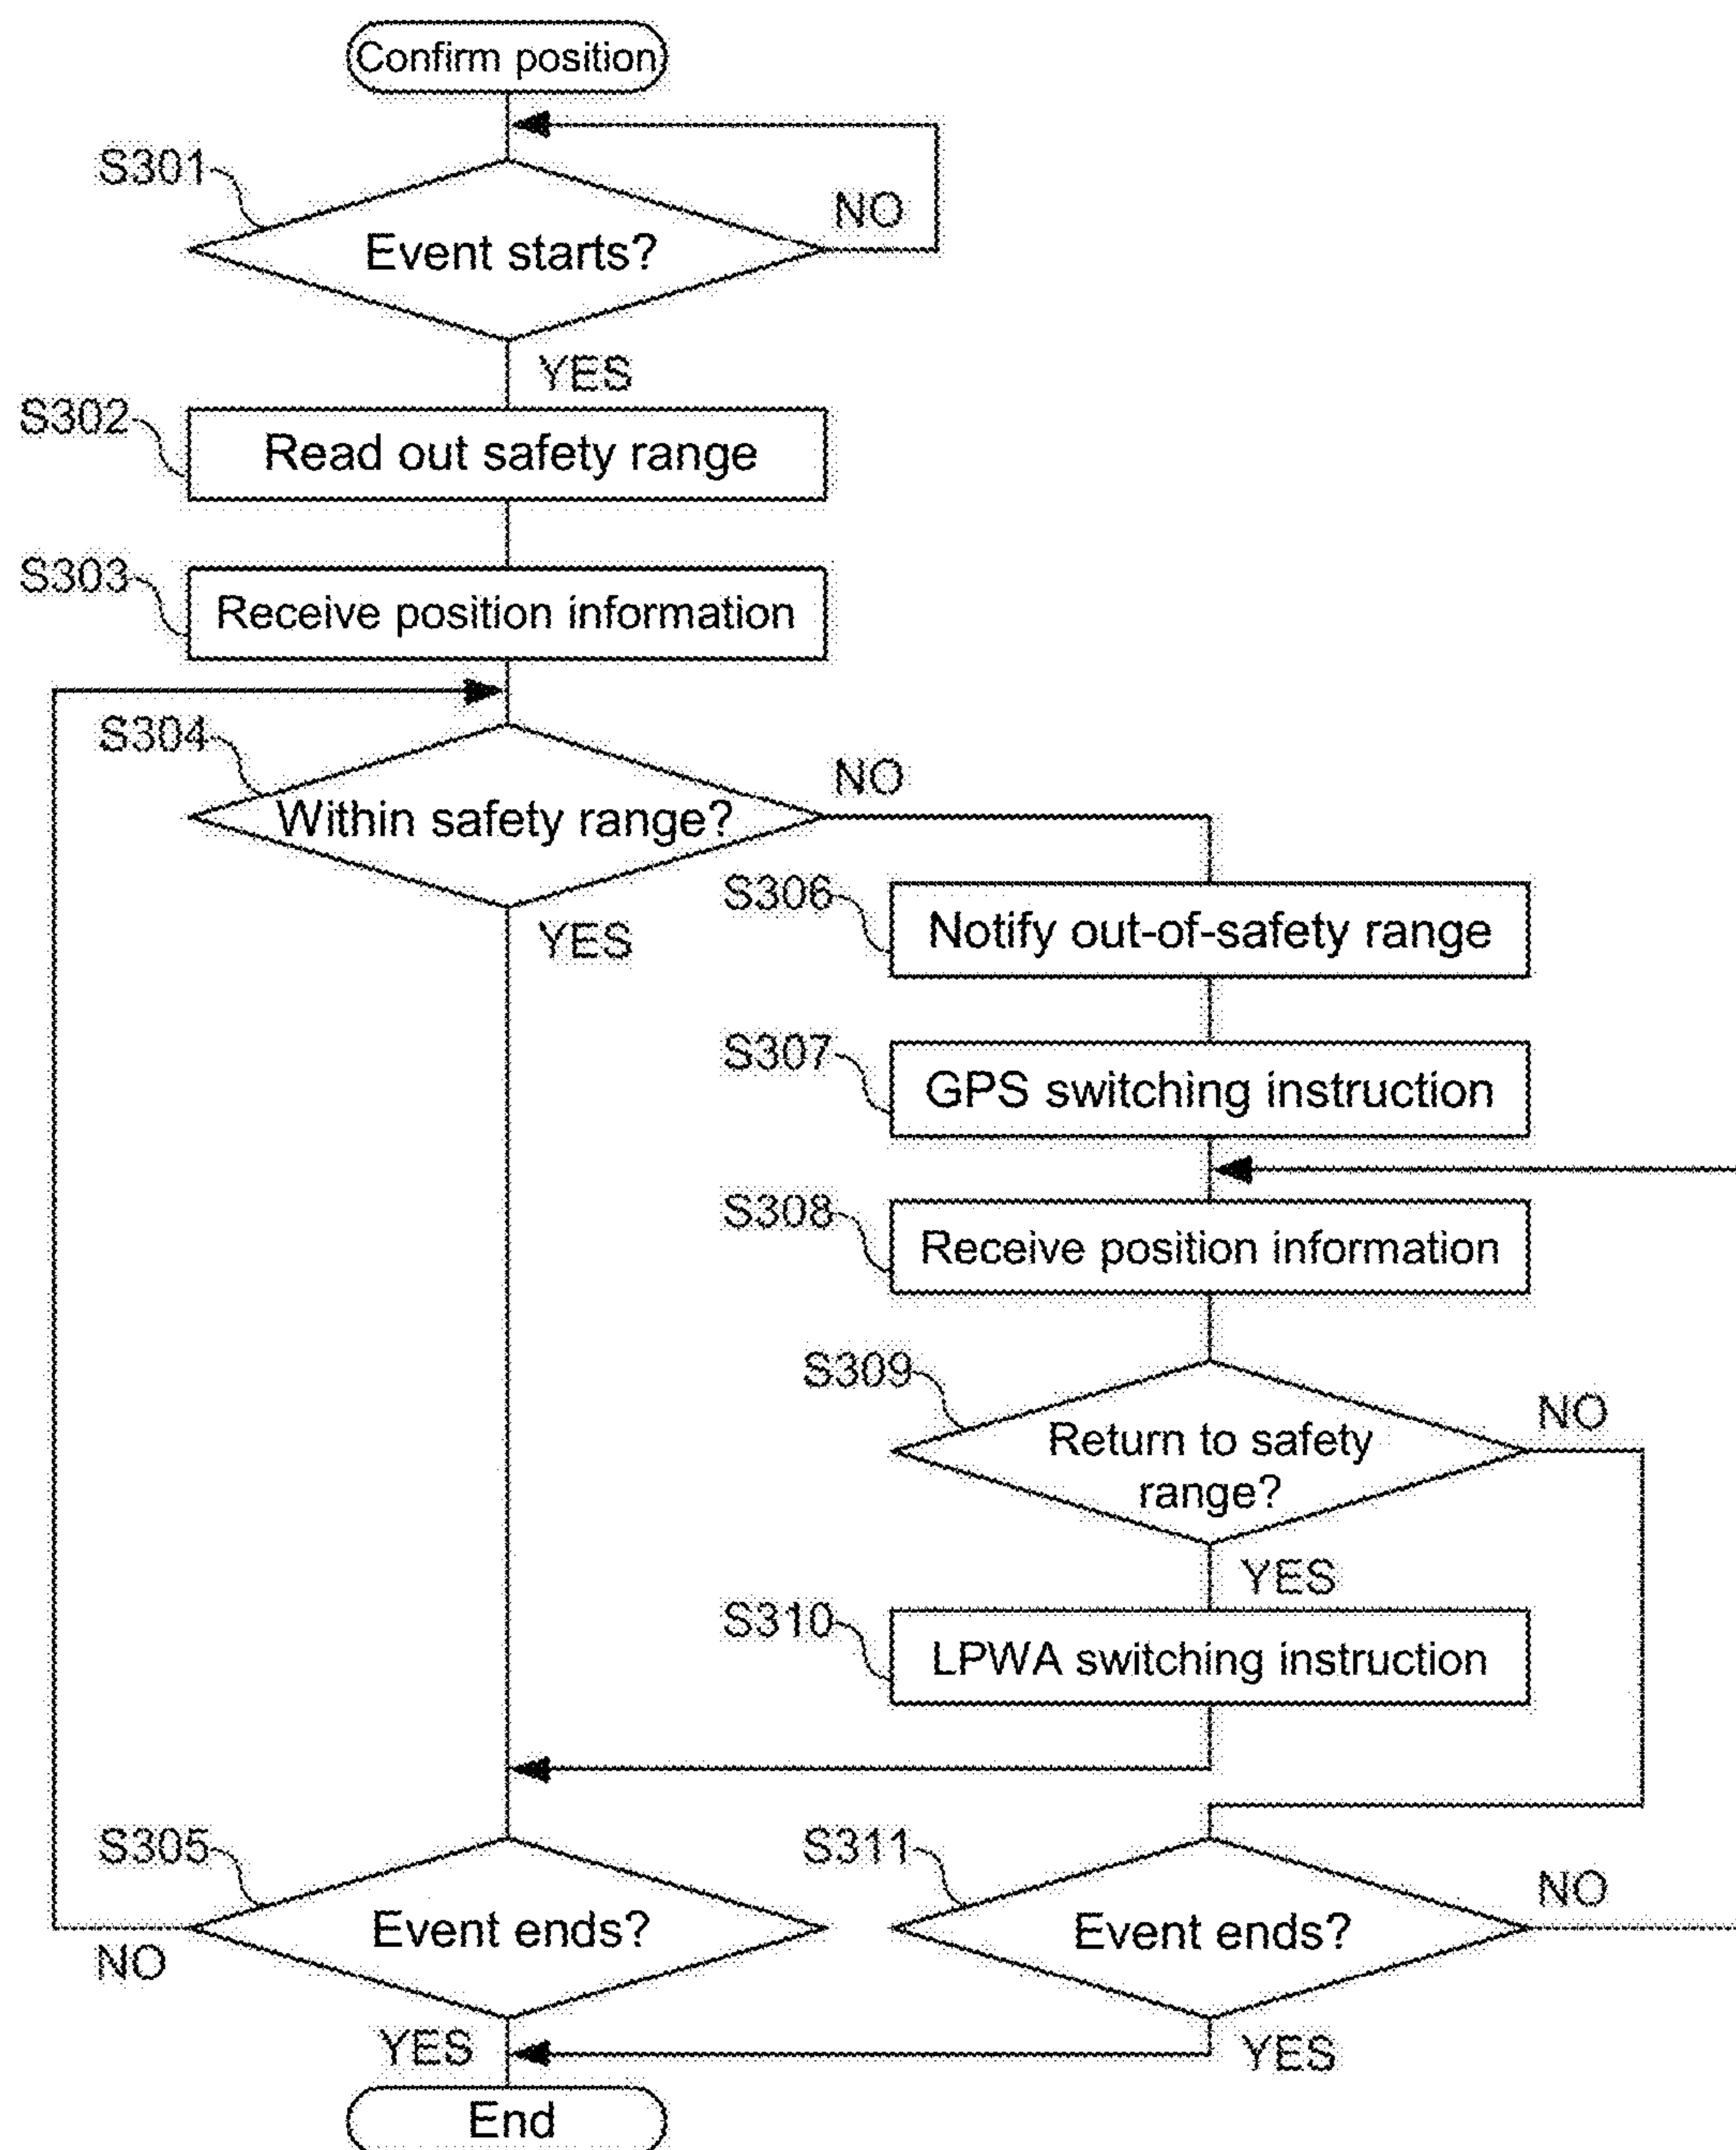 Confirm position
S301
NO
Event starts?
YES
S302
Read out safety range
S303
Receive position information
S304
NO
Within safety range?
YES
S306
Notify out-of-safety range
S307
GPS switching instruction
S308
Receive position information
S309
NO
Return to safety
range?
YES
S310
LPWA switching instruction
S305
Event ends?
NO
YES
S311
NO
Event ends?
YES
End